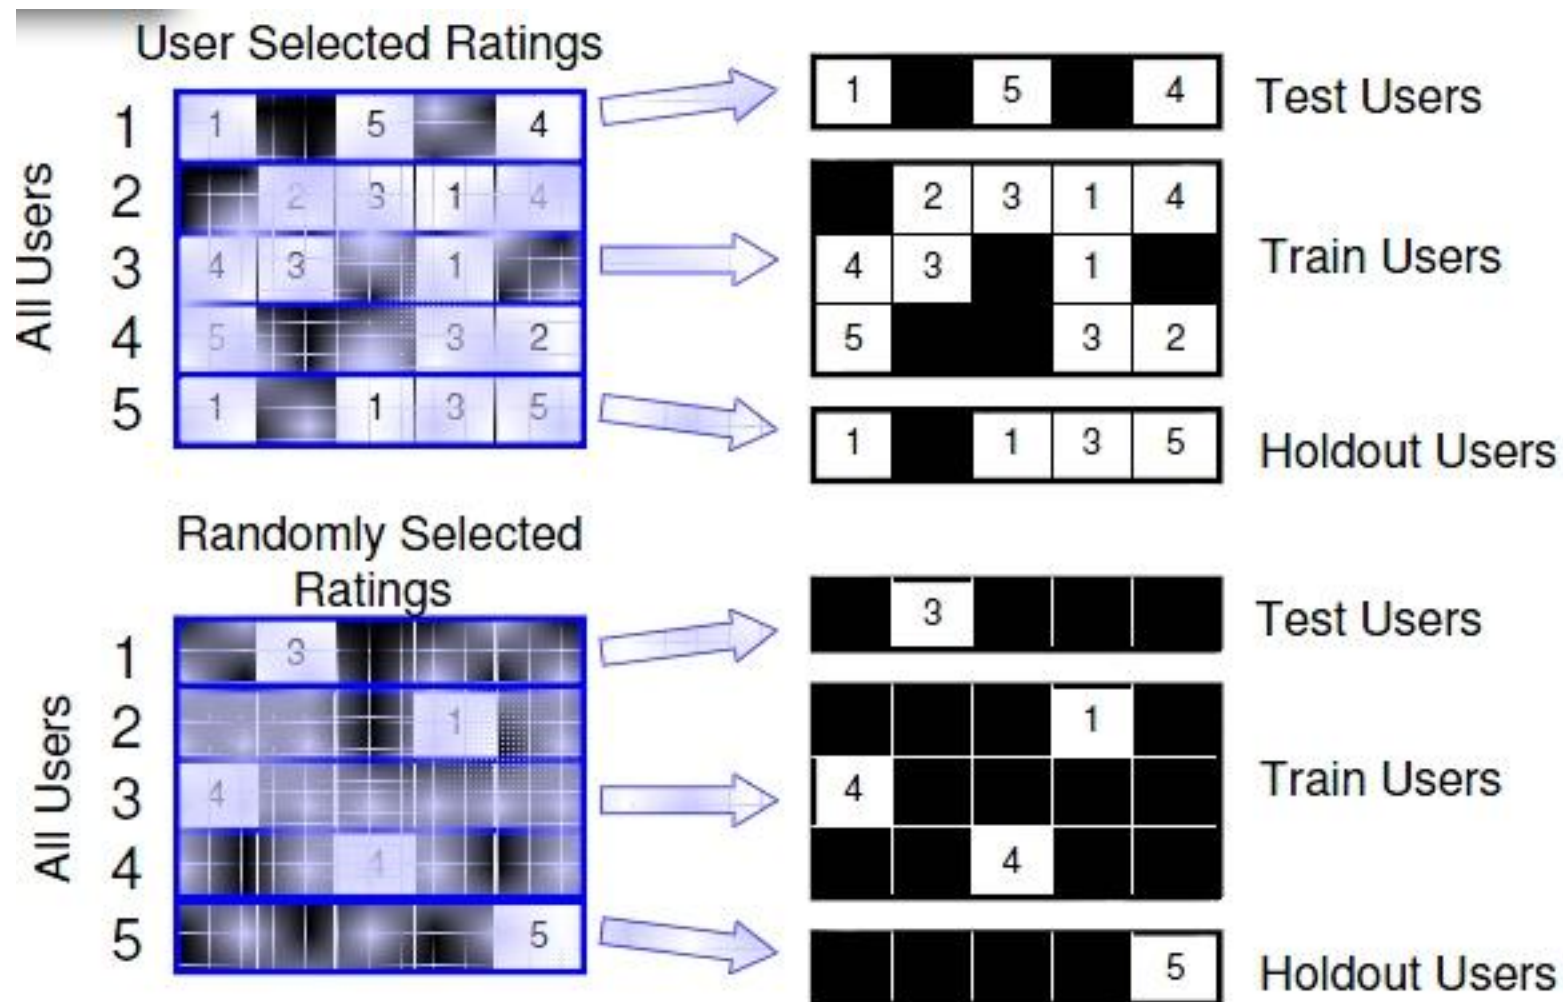 User Selected Ratings
All Users
1 1 5 4
2 2 3 1 4
3 4 3 1
4 5 3 2
5 1 1 3 5
1 5 4 Test Users
2 3 1 4
4 3 1 Train Users
5 3 2
1 1 3 5 Holdout Users
Randomly Selected
Ratings
All Users
1 3
2 1
3 4
4 4
5 5
3 Test Users
1
4 Train Users
4
5 Holdout Users